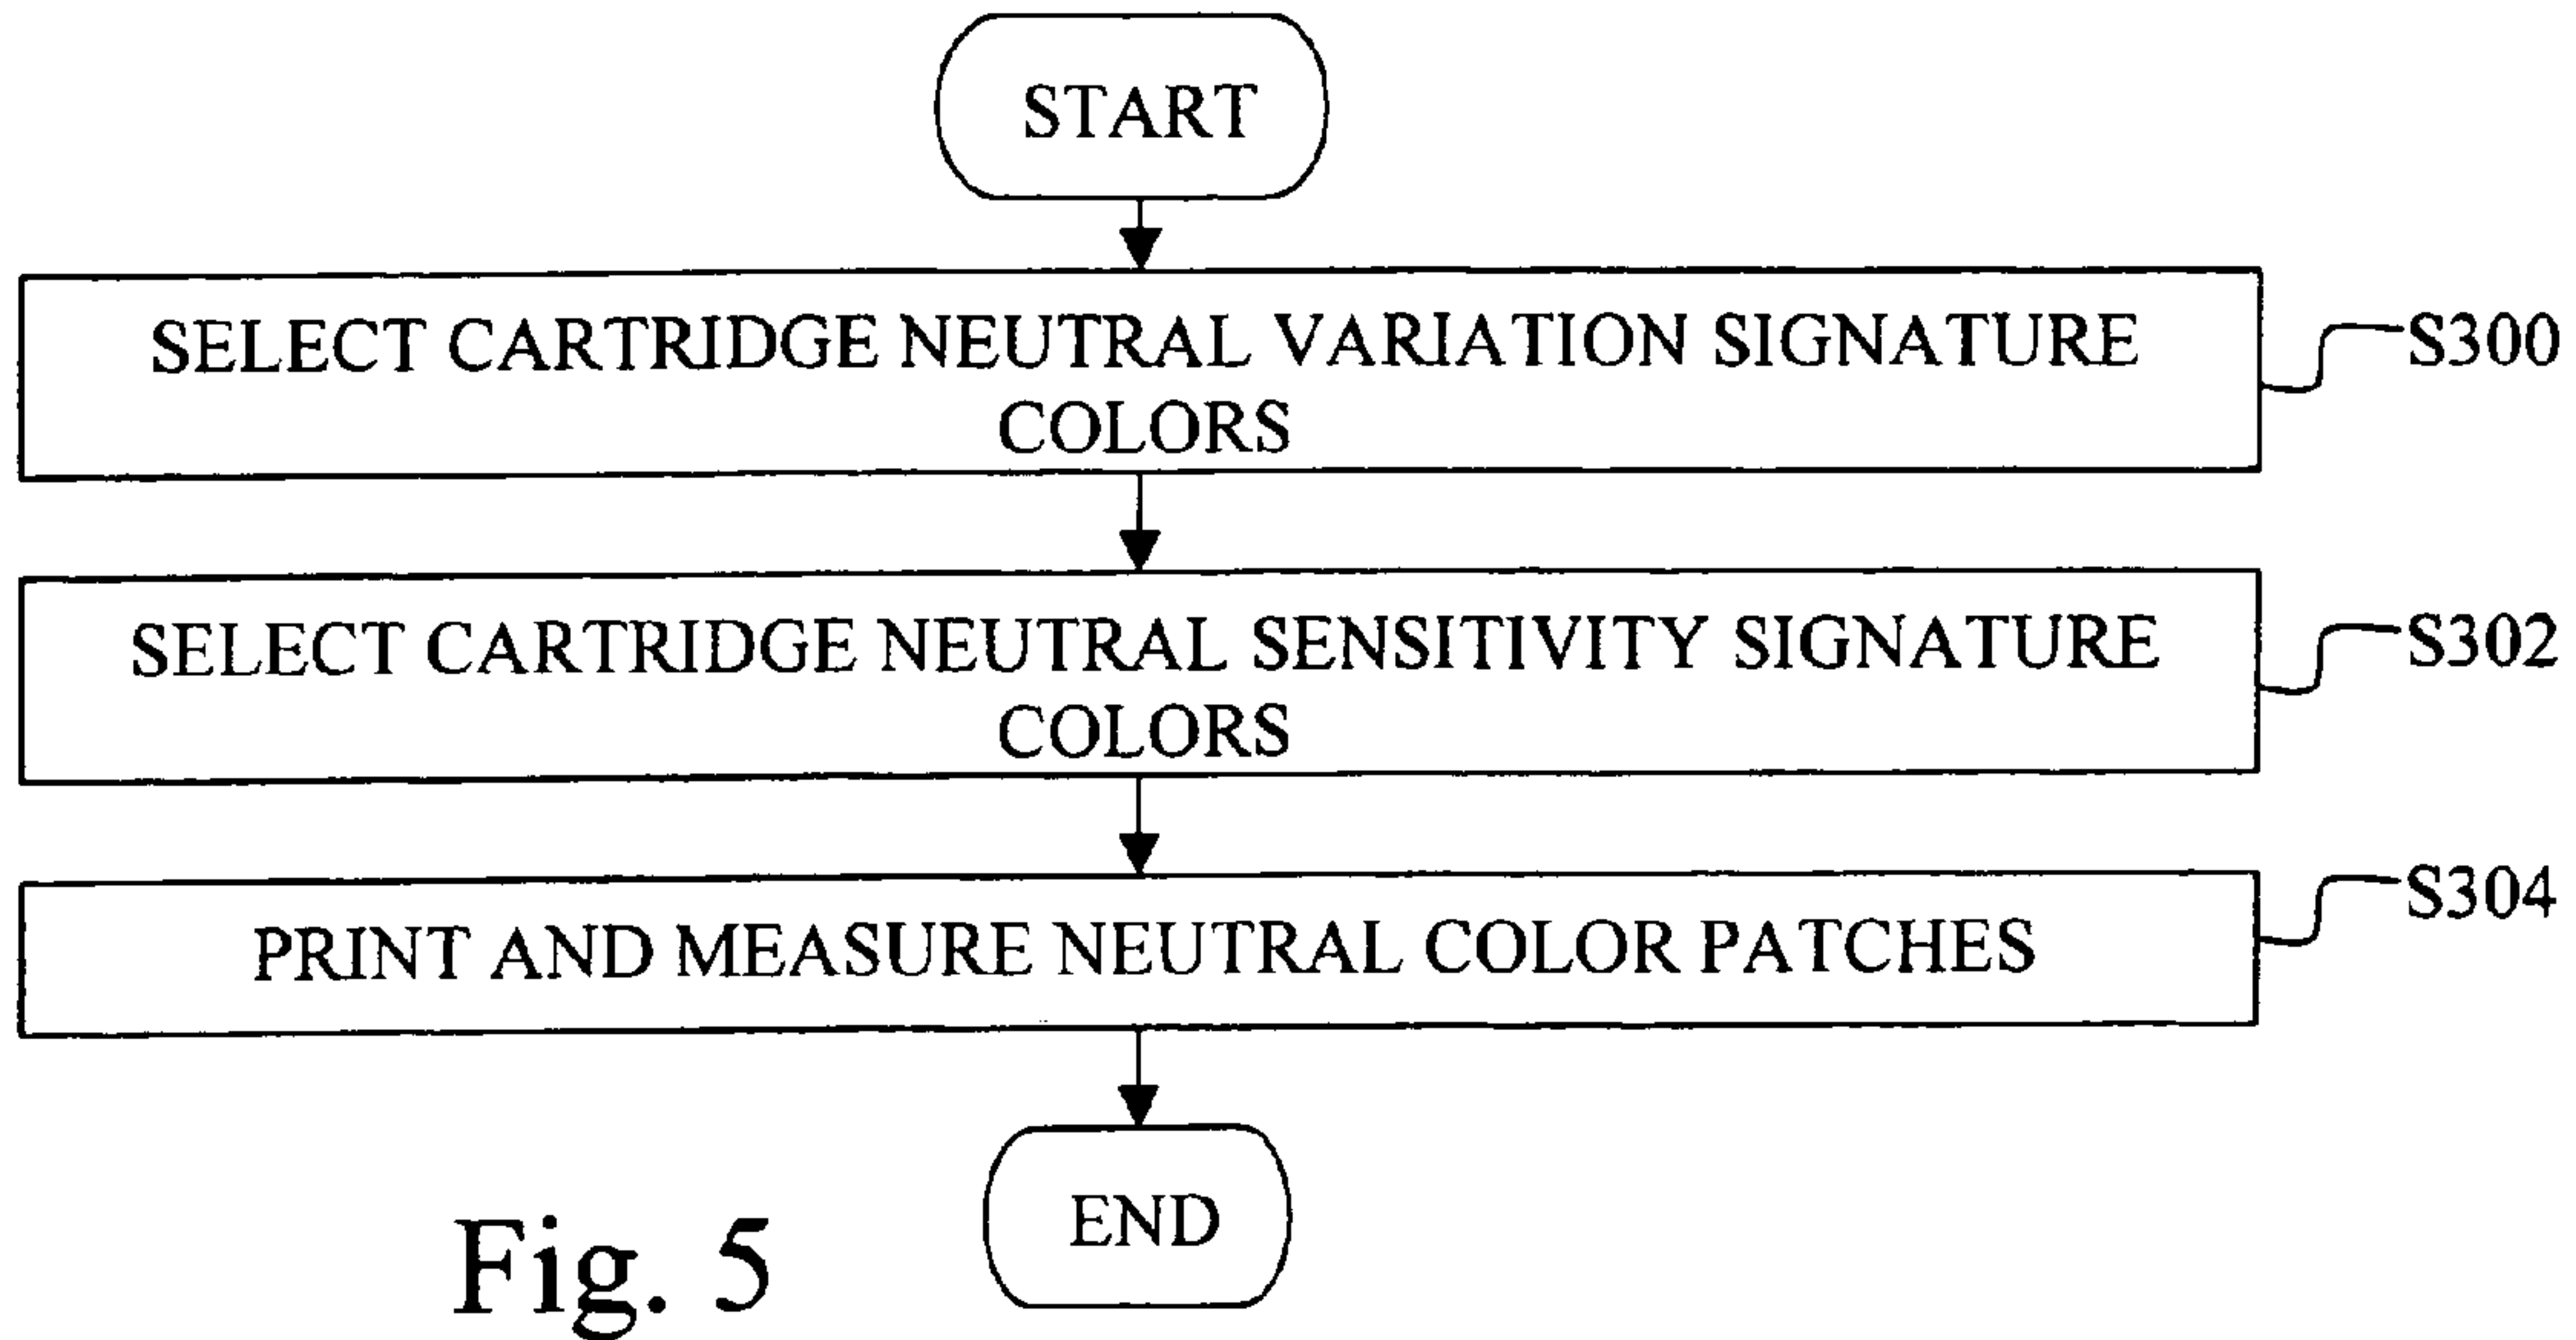 START
SELECT CARTRIDGE NEUTRAL VARIATION SIGNATURE
COLORS
S300
SELECT CARTRIDGE NEUTRAL SENSITIVITY SIGNATURE
COLORS
S302
PRINT AND MEASURE NEUTRAL COLOR PATCHES
S304
END
Fig. 5